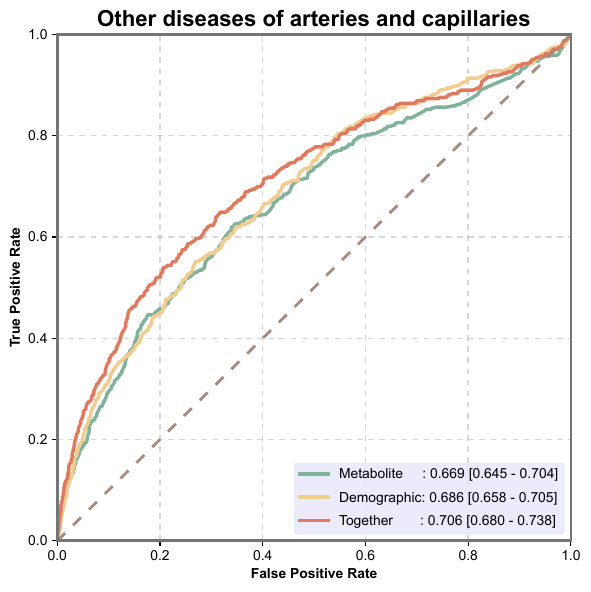 Other diseases of arteries and capillaries
True Positive Rate
1.0
0.8
0.6
0.4
0.2
0.0
Metabolite : 0.669 [0.645 - 0.704]
Demographic: 0.686 [0.658 - 0.705]
Together : 0.706 [0.680 - 0.738]
0.0 0.2 0.4 0.6 0.8 1.0
False Positive Rate